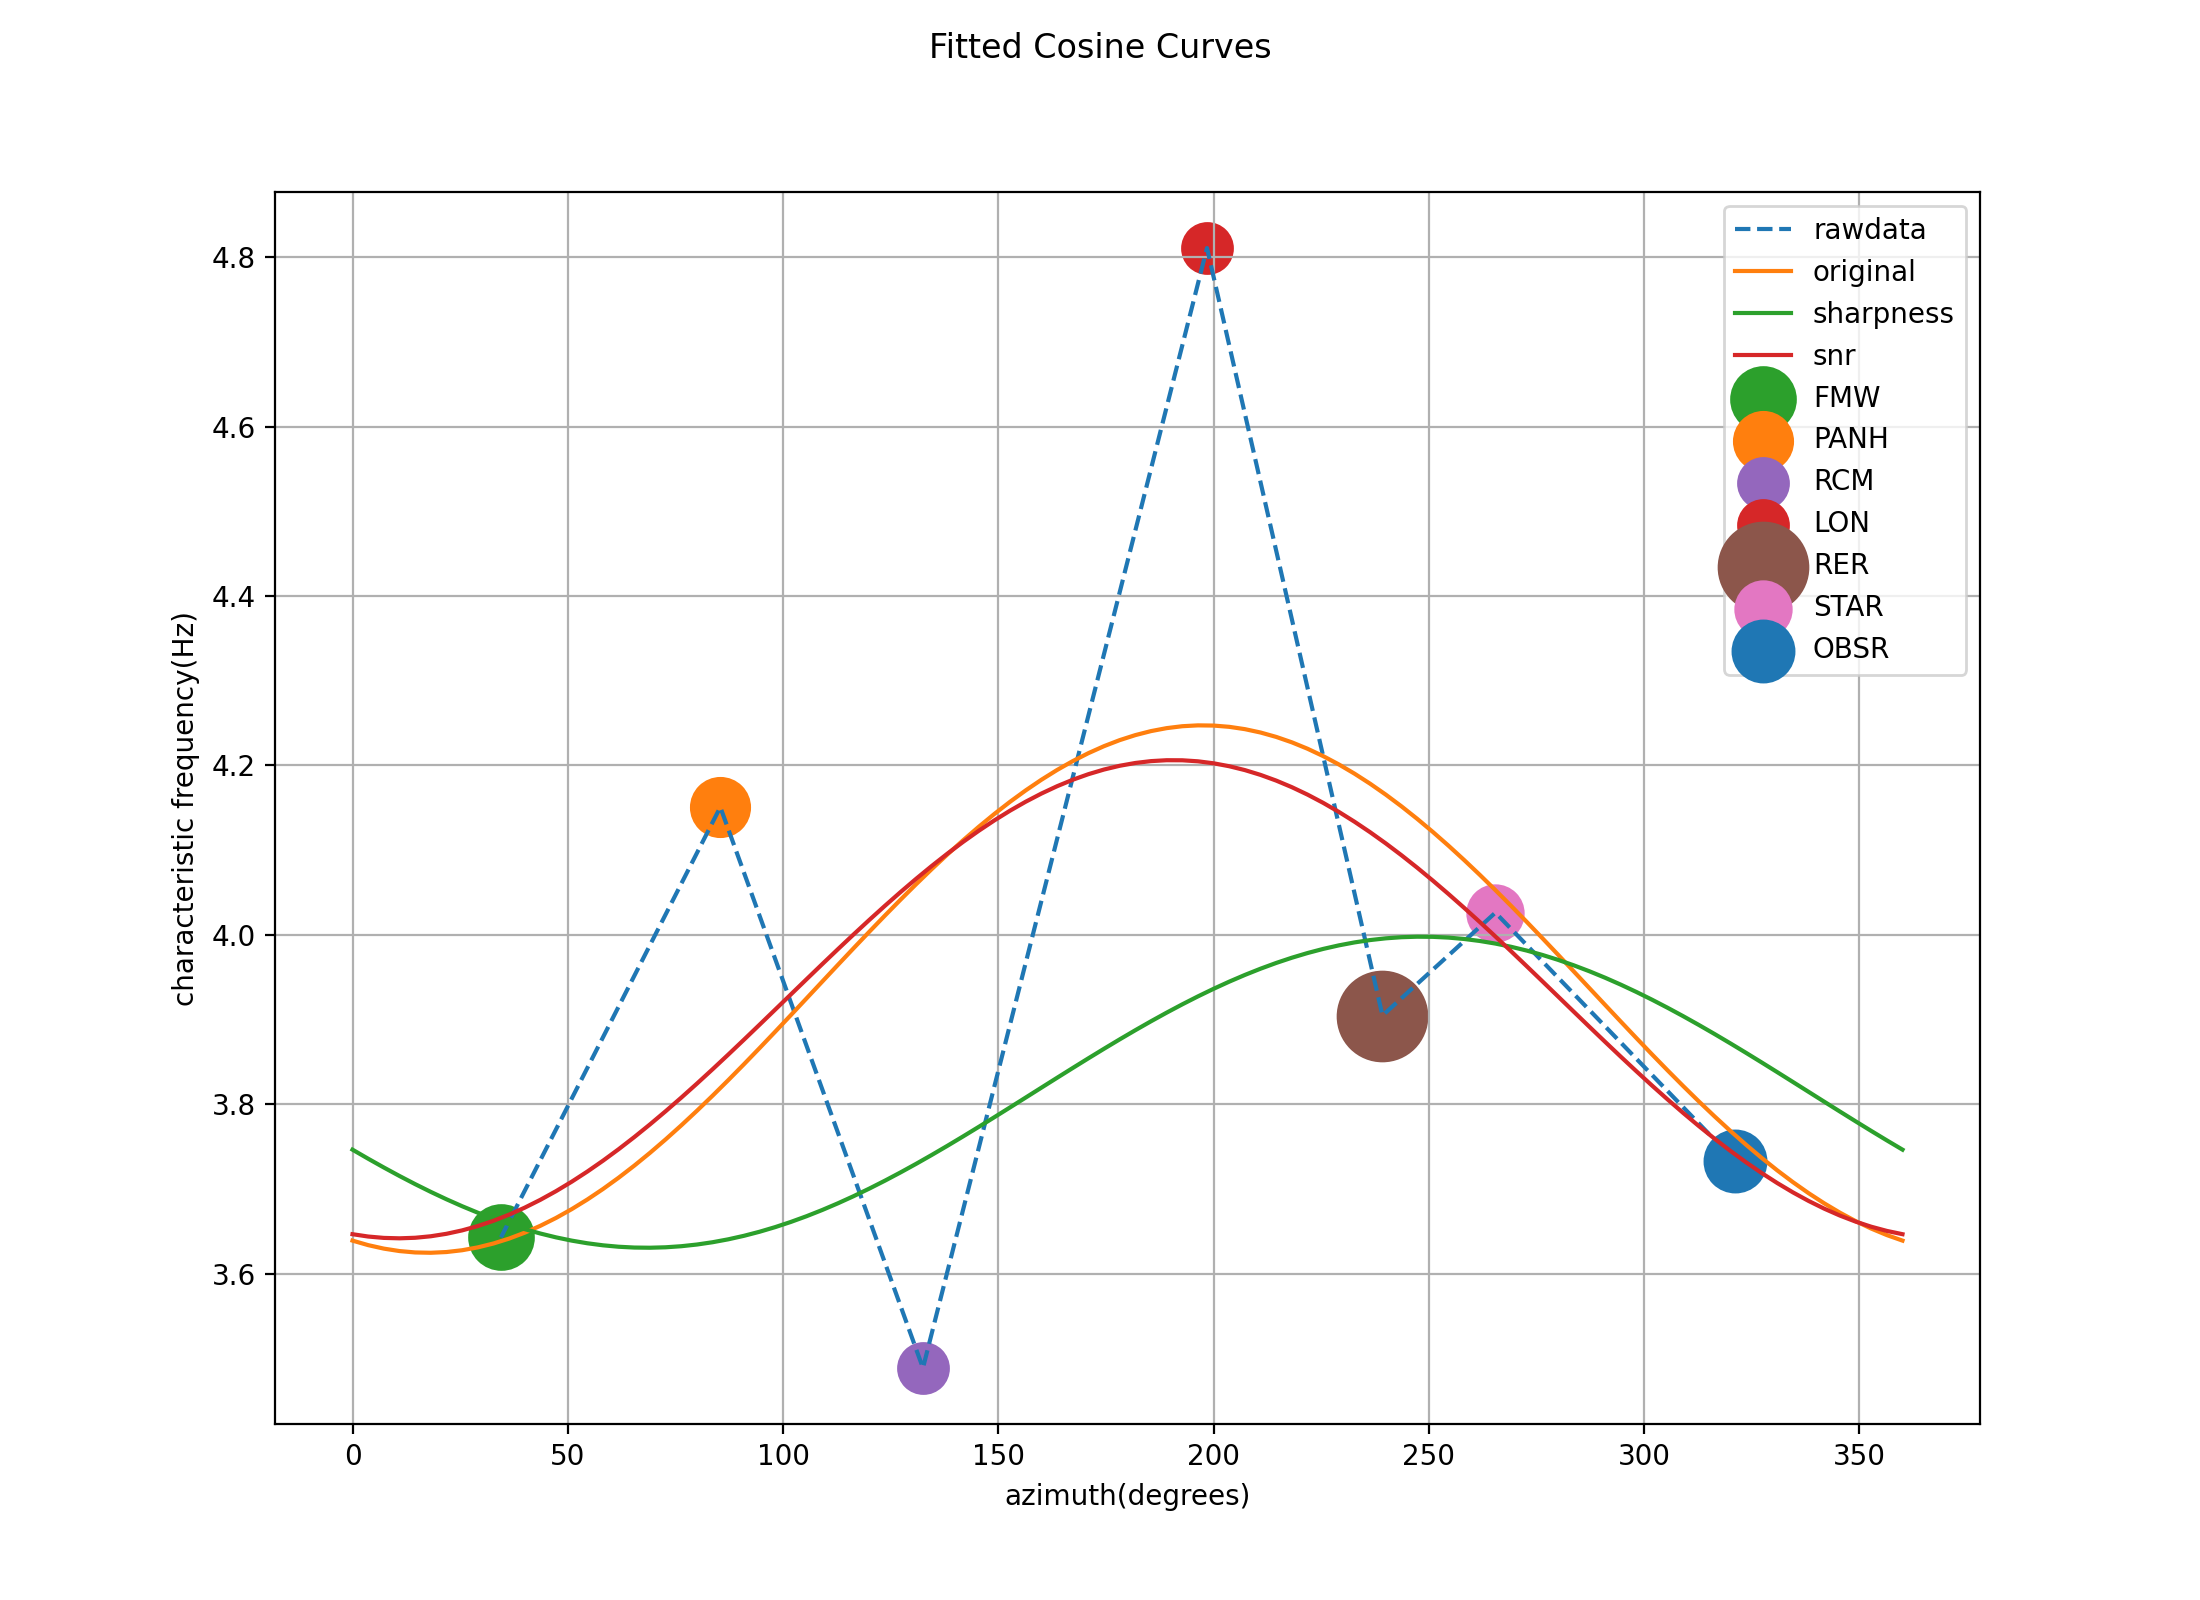 Fitted Cosine Curves
rawdata
original
sharpness
snr
FMW
PANH
RCM
LON
RER
STAR
OBSR
characteristic frequency(Hz)
4.8
4.6
4.4
4.2
4.0
3.8
3.6
0 50 100 150 200 250 300 350
azimuth(degrees)